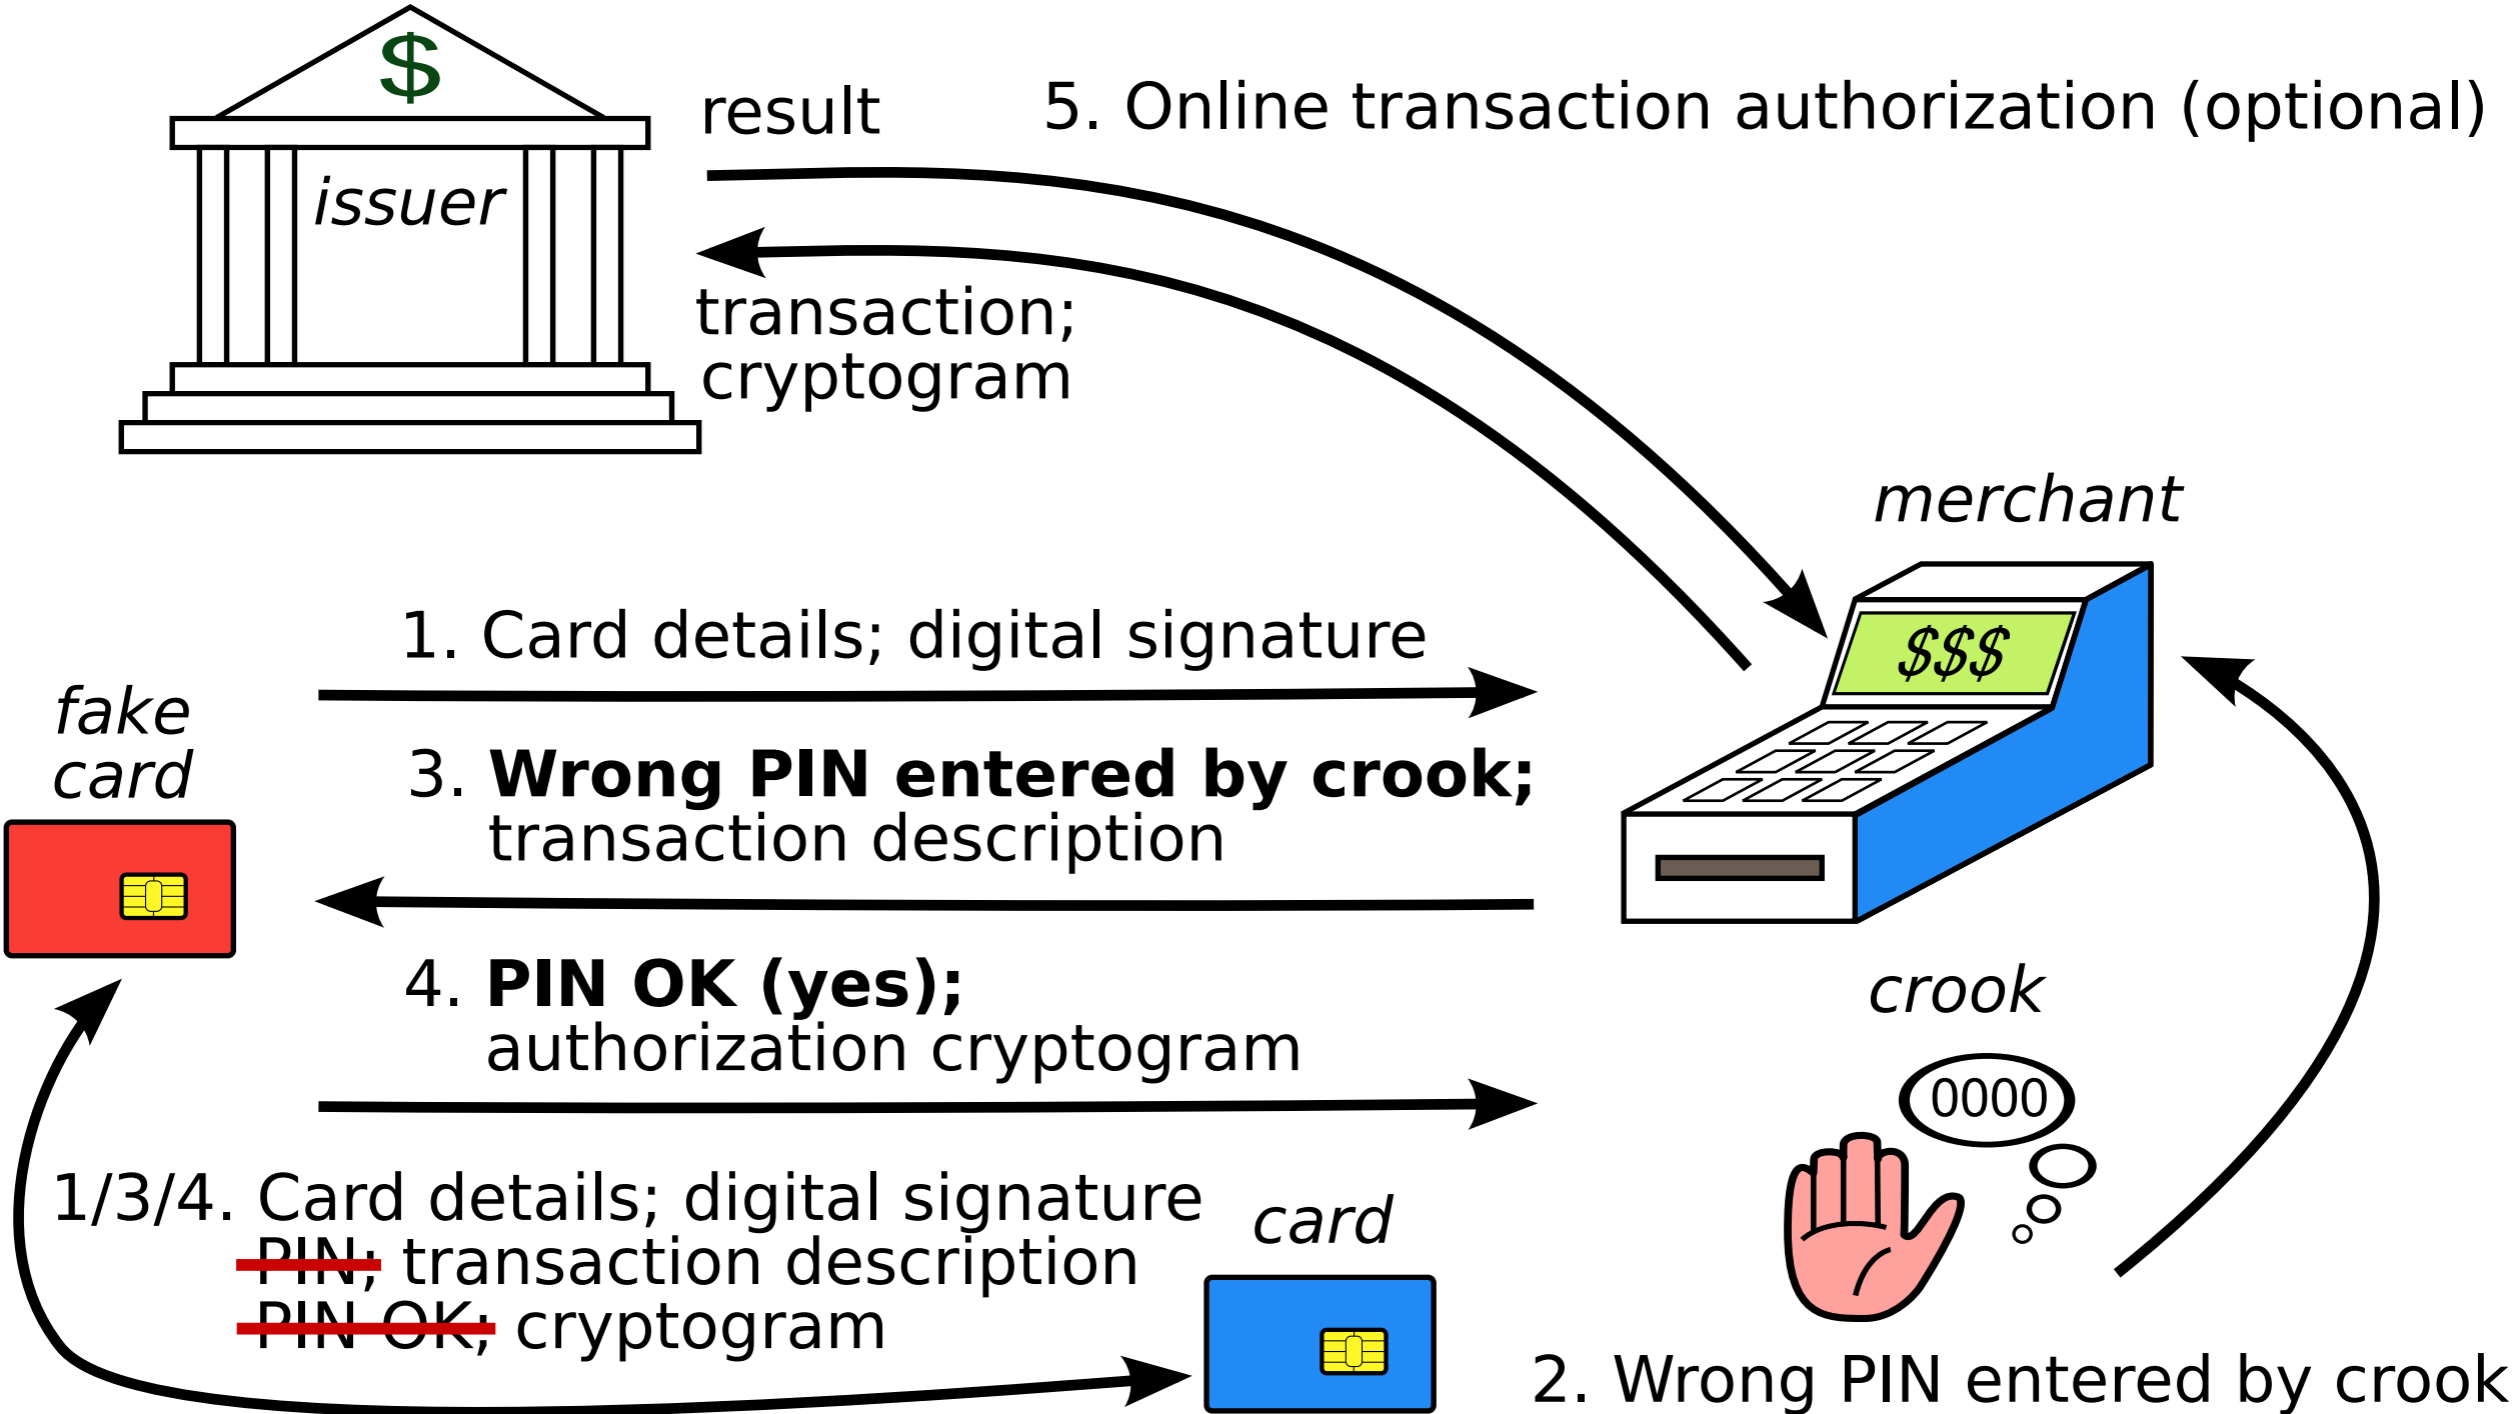 $
issuer
result
5. Online transaction authorization (optional)
transaction;
cryptogram
merchant
$$$
1. Card details; digital signature
fake
card
3. Wrong PIN entered by crook;
transaction description
4. PIN OK (yes);
authorization cryptogram
crook
0000
1/3/4. Card details; digital signature
PIN; transaction description
PIN OK; cryptogram
card
2. Wrong PIN entered by crook